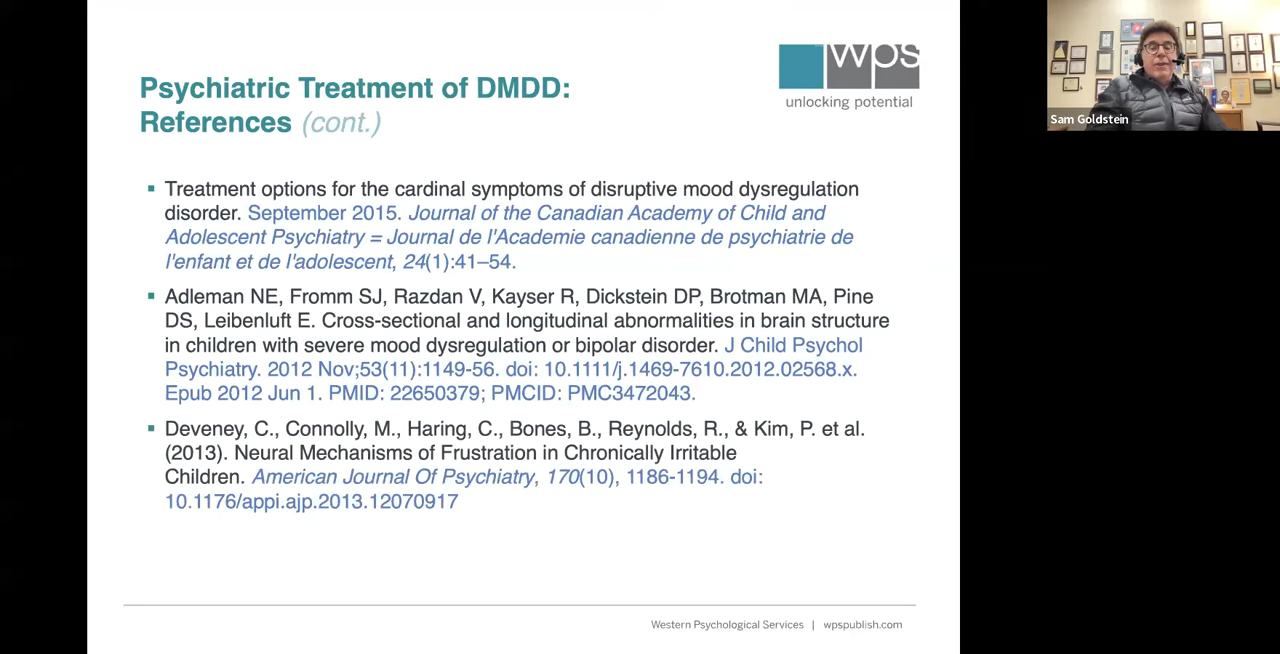 Psychiatric Treatment of DMDD:
References (cont.)
wps
unlocking potential
Sam Goldstein
▪ Treatment options for the cardinal symptoms of disruptive mood dysregulation
disorder. September 2015. Journal of the Canadian Academy of Child and
Adolescent Psychiatry = Journal de l'Academie canadienne de psychiatrie de
l'enfant et de l'adolescent, 24(1):41–54.
▪ Adleman NE, Fromm SJ, Razdan V, Kayser R, Dickstein DP, Brotman MA, Pine
DS, Leibenluft E. Cross-sectional and longitudinal abnormalities in brain structure
in children with severe mood dysregulation or bipolar disorder. J Child Psychol
Psychiatry. 2012 Nov;53(11):1149-56. doi: 10.1111/j.1469-7610.2012.02568.x.
Epub 2012 Jun 1. PMID: 22650379; PMCID: PMC3472043.
▪ Deveney, C., Connolly, M., Haring, C., Bones, B., Reynolds, R., & Kim, P. et al.
(2013). Neural Mechanisms of Frustration in Chronically Irritable
Children. American Journal Of Psychiatry, 170(10), 1186-1194. doi:
10.1176/appi.ajp.2013.12070917
Western Psychological Services | wpspublish.com